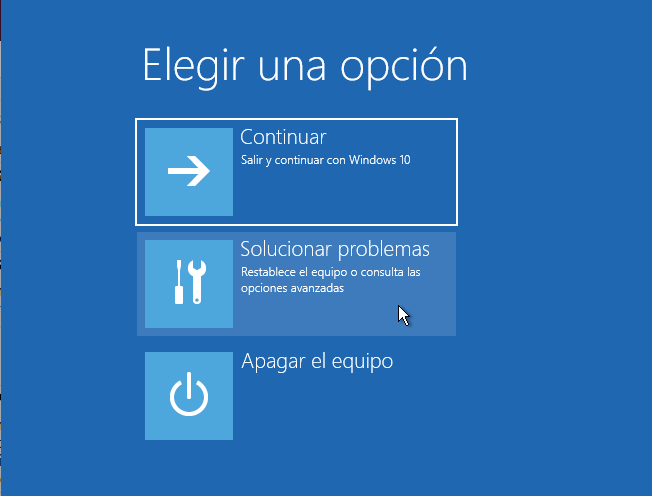 Elegir una opción
Continuar
Salir y continuar con Windows 10
Solucionar problemas
Restablece el equipo o consulta las
opciones avanzadas
Apagar el equipo